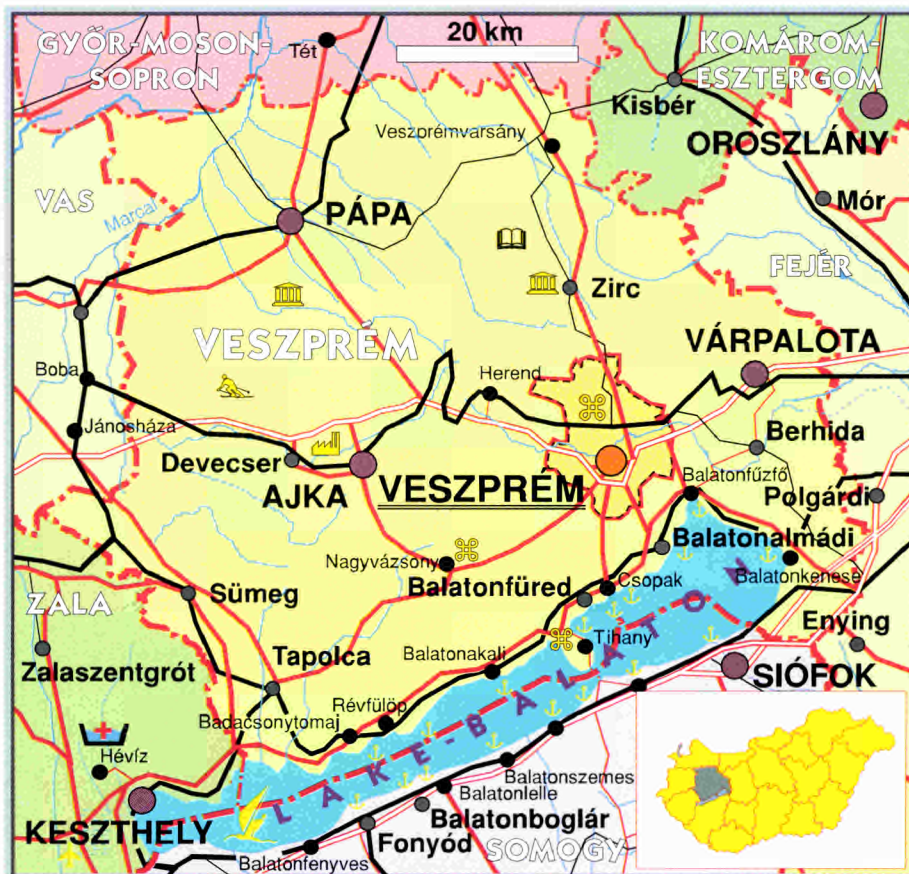 GYŐR-MOSON-
SOPRON
Tét
20 km
KOMÁROM-
ESZTERGOM
Kisbér
OROSZLÁNY
Veszprémvarsány
Mór
VAS
Marcal
PÁPA
FEJÉR
Zirc
VESZPRÉM
VÁRPALOTA
Boba
Herend
Jánosháza
Berhida
Devecser
AJKA
VESZPRÉM
Balatonfűzfő
Polgárdi
Balatonalmádi
Nagyvázsony
Balatonfüred
Csopak
Balatonkenese
ZALA
Sümeg
Enying
Tihany
Zalaszentgrót
Tapolca
Balatonakali
SIÓFOK
Révfülöp
Badacsonytomaj
LAKE-BALATON
Hévíz
Balatonszemes
Balatonlelle
KESZTHELY
Balatonboglár
Fonyód
SOMOGY
Balatonfenyves